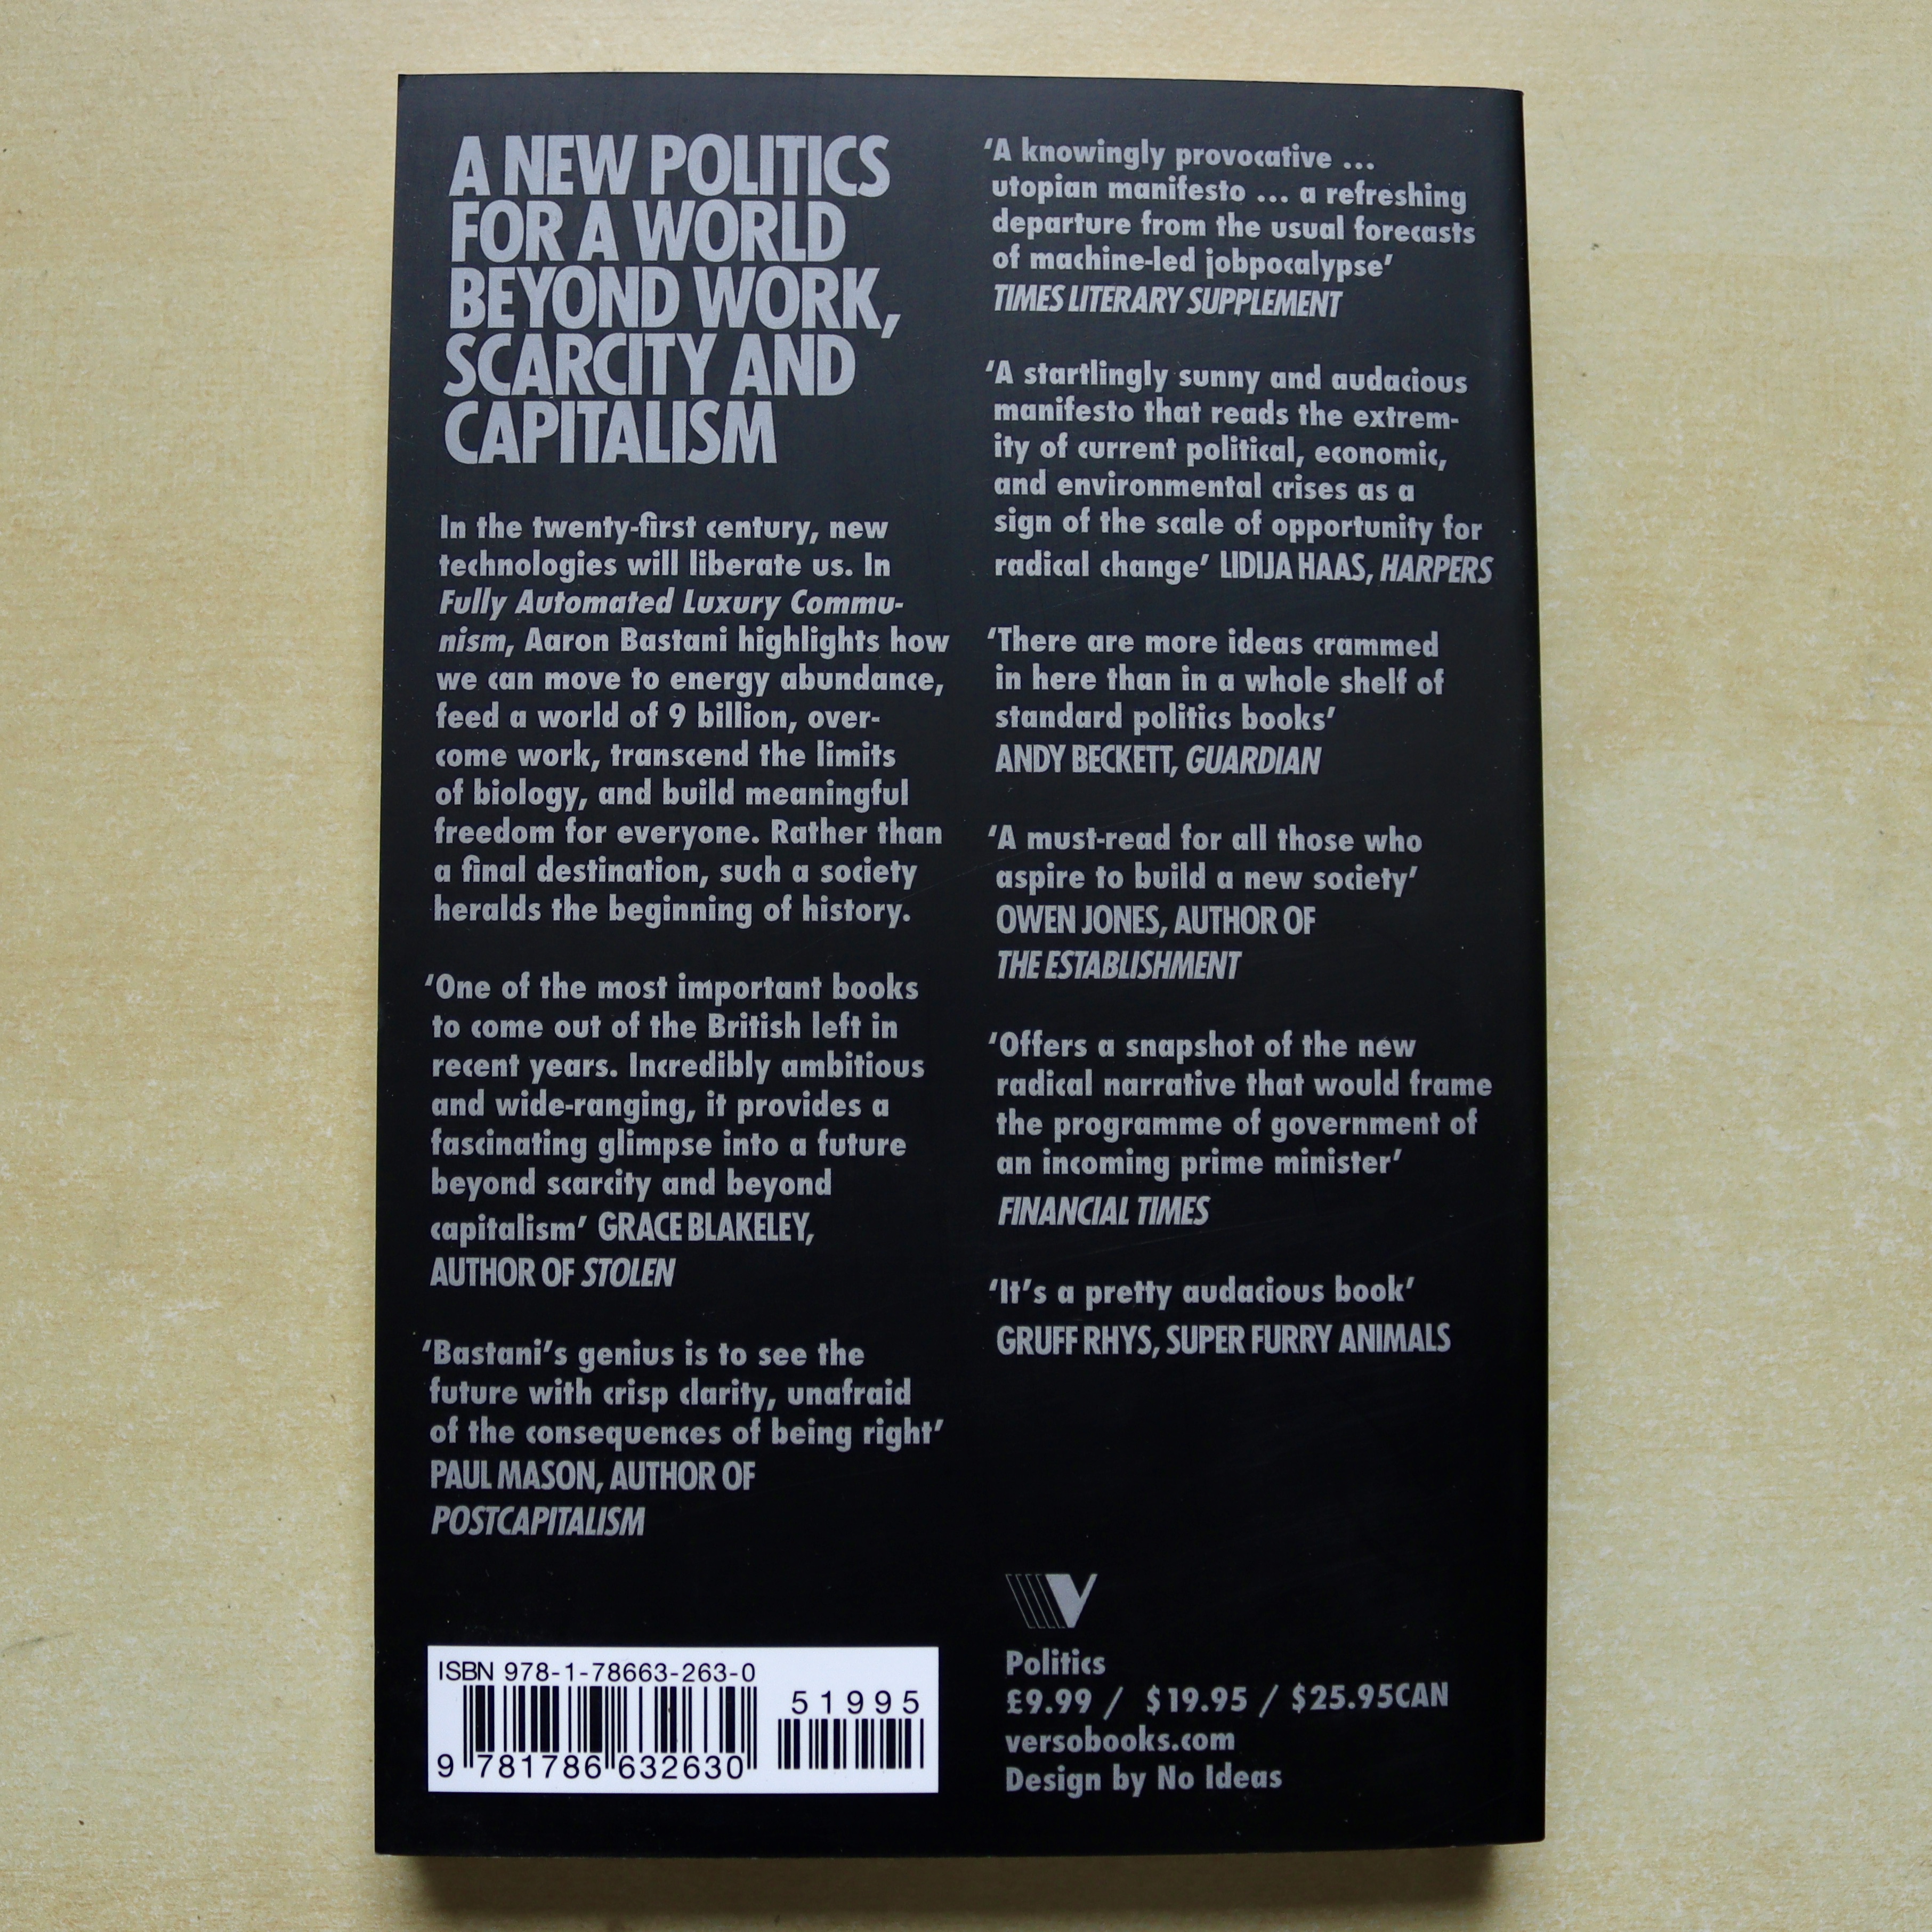 A NEW POLITICS
FOR A WORLD
BEYOND WORK,
SCARCITY AND
CAPITALISM
In the twenty-first century, new
technologies will liberate us. In
Fully Automated Luxury Commu-
nism, Aaron Bastani highlights how
we can move to energy abundance,
feed a world of 9 billion, over-
come work, transcend the limits
of biology, and build meaningful
freedom for everyone. Rather than
a final destination, such a society
heralds the beginning of history.
‘One of the most important books
to come out of the British left in
recent years. Incredibly ambitious
and wide-ranging, it provides a
fascinating glimpse into a future
beyond scarcity and beyond
capitalism’ GRACE BLAKELEY,
AUTHOR OF STOLEN
‘Bastani’s genius is to see the
future with crisp clarity, unafraid
of the consequences of being right’
PAUL MASON, AUTHOR OF
POSTCAPITALISM
ISBN 978-1-78663-263-0
51995
9 781786 632630
‘A knowingly provocative ...
utopian manifesto ... a refreshing
departure from the usual forecasts
of machine-led jobpocalypse’
TIMES LITERARY SUPPLEMENT
‘A startlingly sunny and audacious
manifesto that reads the extrem-
ity of current political, economic,
and environmental crises as a
sign of the scale of opportunity for
radical change’ LIDIJA HAAS, HARPERS
‘There are more ideas crammed
in here than in a whole shelf of
standard politics books’
ANDY BECKETT, GUARDIAN
‘A must-read for all those who
aspire to build a new society’
OWEN JONES, AUTHOR OF
THE ESTABLISHMENT
‘Offers a snapshot of the new
radical narrative that would frame
the programme of government of
an incoming prime minister’
FINANCIAL TIMES
‘It’s a pretty audacious book’
GRUFF RHYS, SUPER FURRY ANIMALS
V
Politics
£9.99 / $19.95 / $25.95CAN
versobooks.com
Design by No Ideas